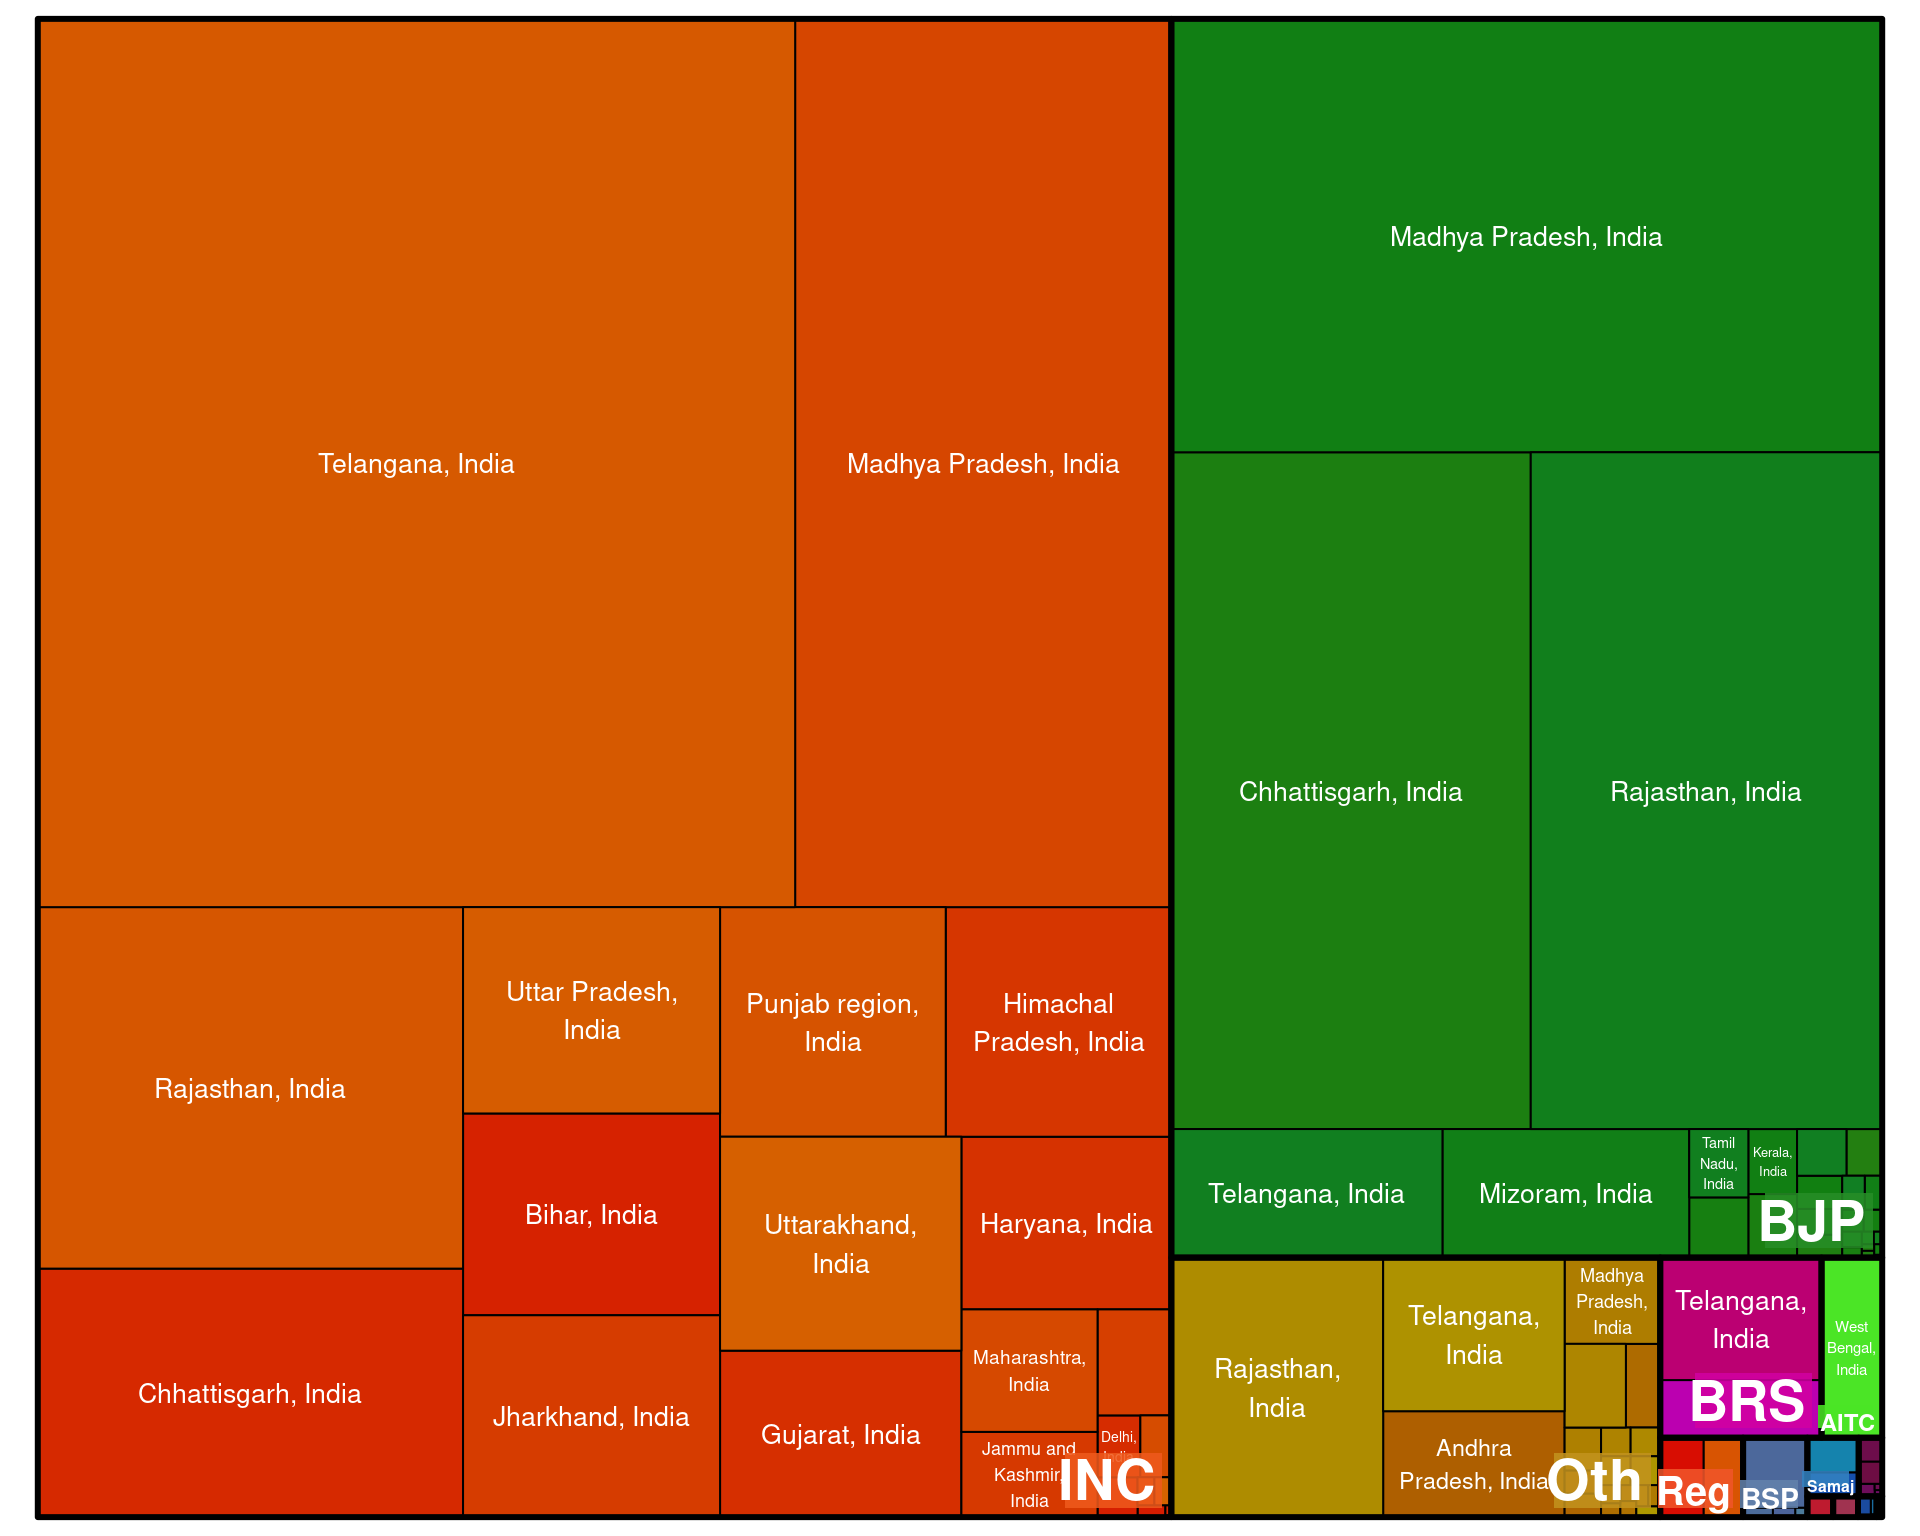 Telangana, India
Madhya Pradesh, India
Rajasthan, India
Chhattisgarh, India
Uttar Pradesh,
India
Bihar, India
Jharkhand, India
Punjab region,
India
Himachal
Pradesh, India
Uttarakhand,
India
Haryana, India
Gujarat, India
Maharashtra,
India
Jammu and
Kashmir,
India
Delhi,
India
INC
Madhya Pradesh, India
Chhattisgarh, India
Rajasthan, India
Telangana, India
Mizoram, India
Tamil
Nadu,
India
Kerala,
India
BJP
Rajasthan,
India
Telangana,
India
Andhra
Pradesh, India
Madhya
Pradesh,
India
Oth
Telangana,
India
BRS
West
Bengal,
India
AITC
Reg
BSP
Samaj